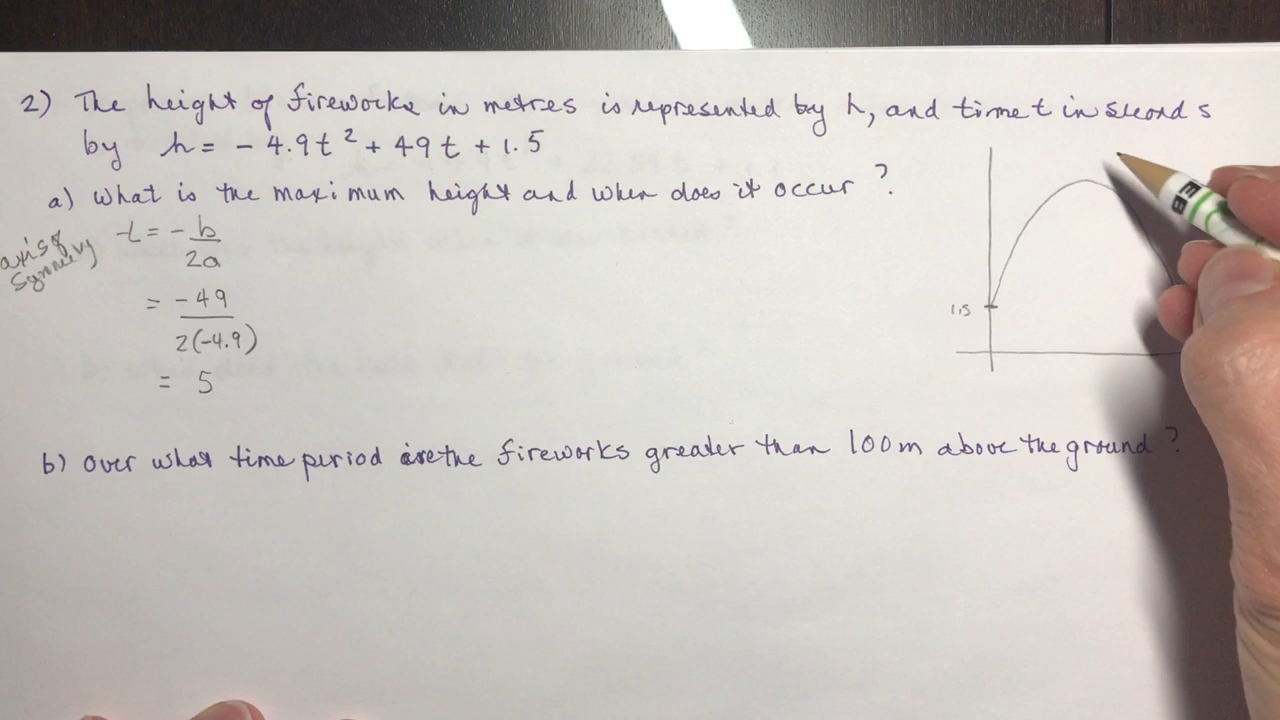 2) The height of fireworks in metres is represented by h, and time t in seconds
by h = -4.9t² + 49t + 1.5
a) What is the maximum height and when does it occur?
axis of
symmetry
t = -b
2a
= -49
2(-4.9)
= 5
1.5
EB
b) Over what time period are the fireworks greater than 100m above the ground?